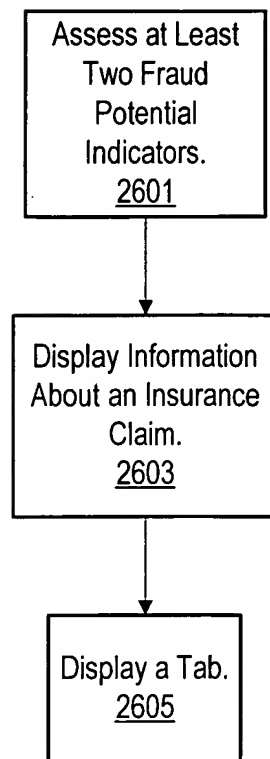 Assess at Least
Two Fraud
Potential
Indicators.
2601
Display Information
About an Insurance
Claim.
2603
Display a Tab.
2605